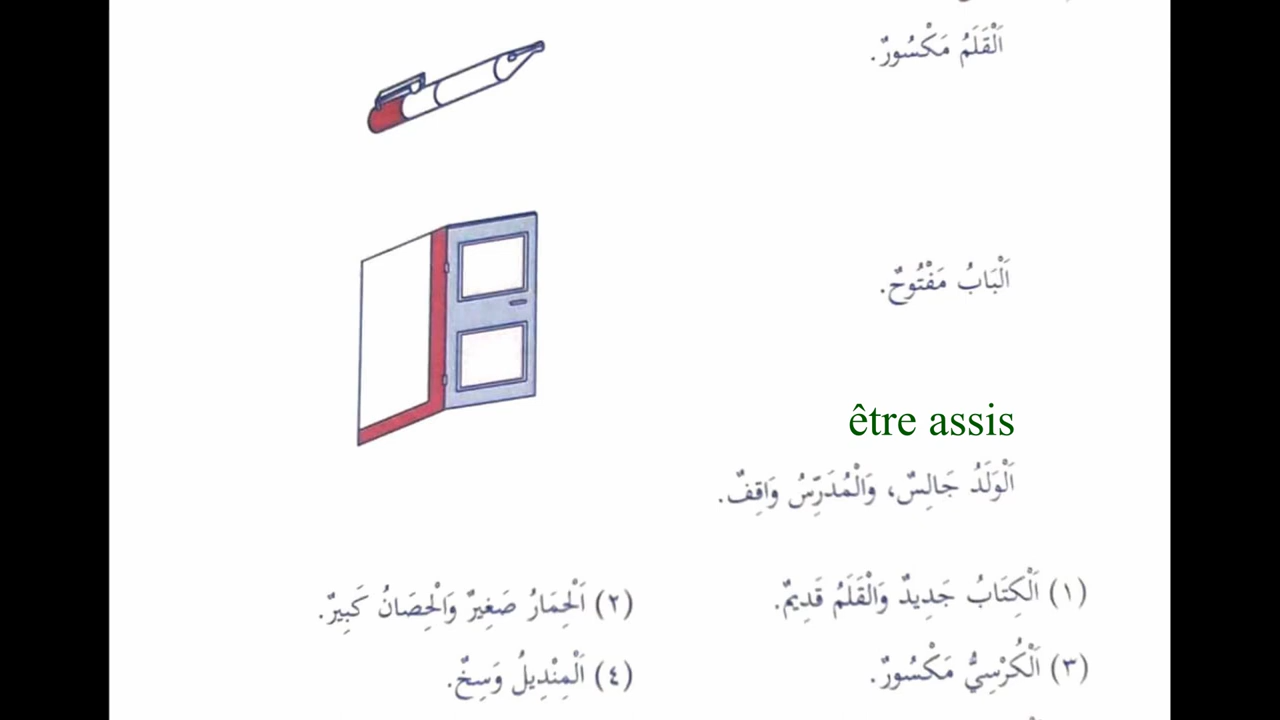 اَلْقَلَمُ مَكْسُورٌ.
اَلْبَابُ مَفْتُوحٌ.
être assis
اَلْوَلَدُ جَالِسٌ، وَالْمُدَرِّسُ وَاقِفٌ.
(١) اَلْكِتَابُ جَدِيدٌ وَالْقَلَمُ قَدِيمٌ.
(٢) اَلْحِمَارُ صَغِيرٌ وَالْحِصَانُ كَبِيرٌ.
(٣) اَلْكُرْسِيُّ مَكْسُورٌ.
(٤) اَلْمِنْدِيلُ وَسِخٌ.